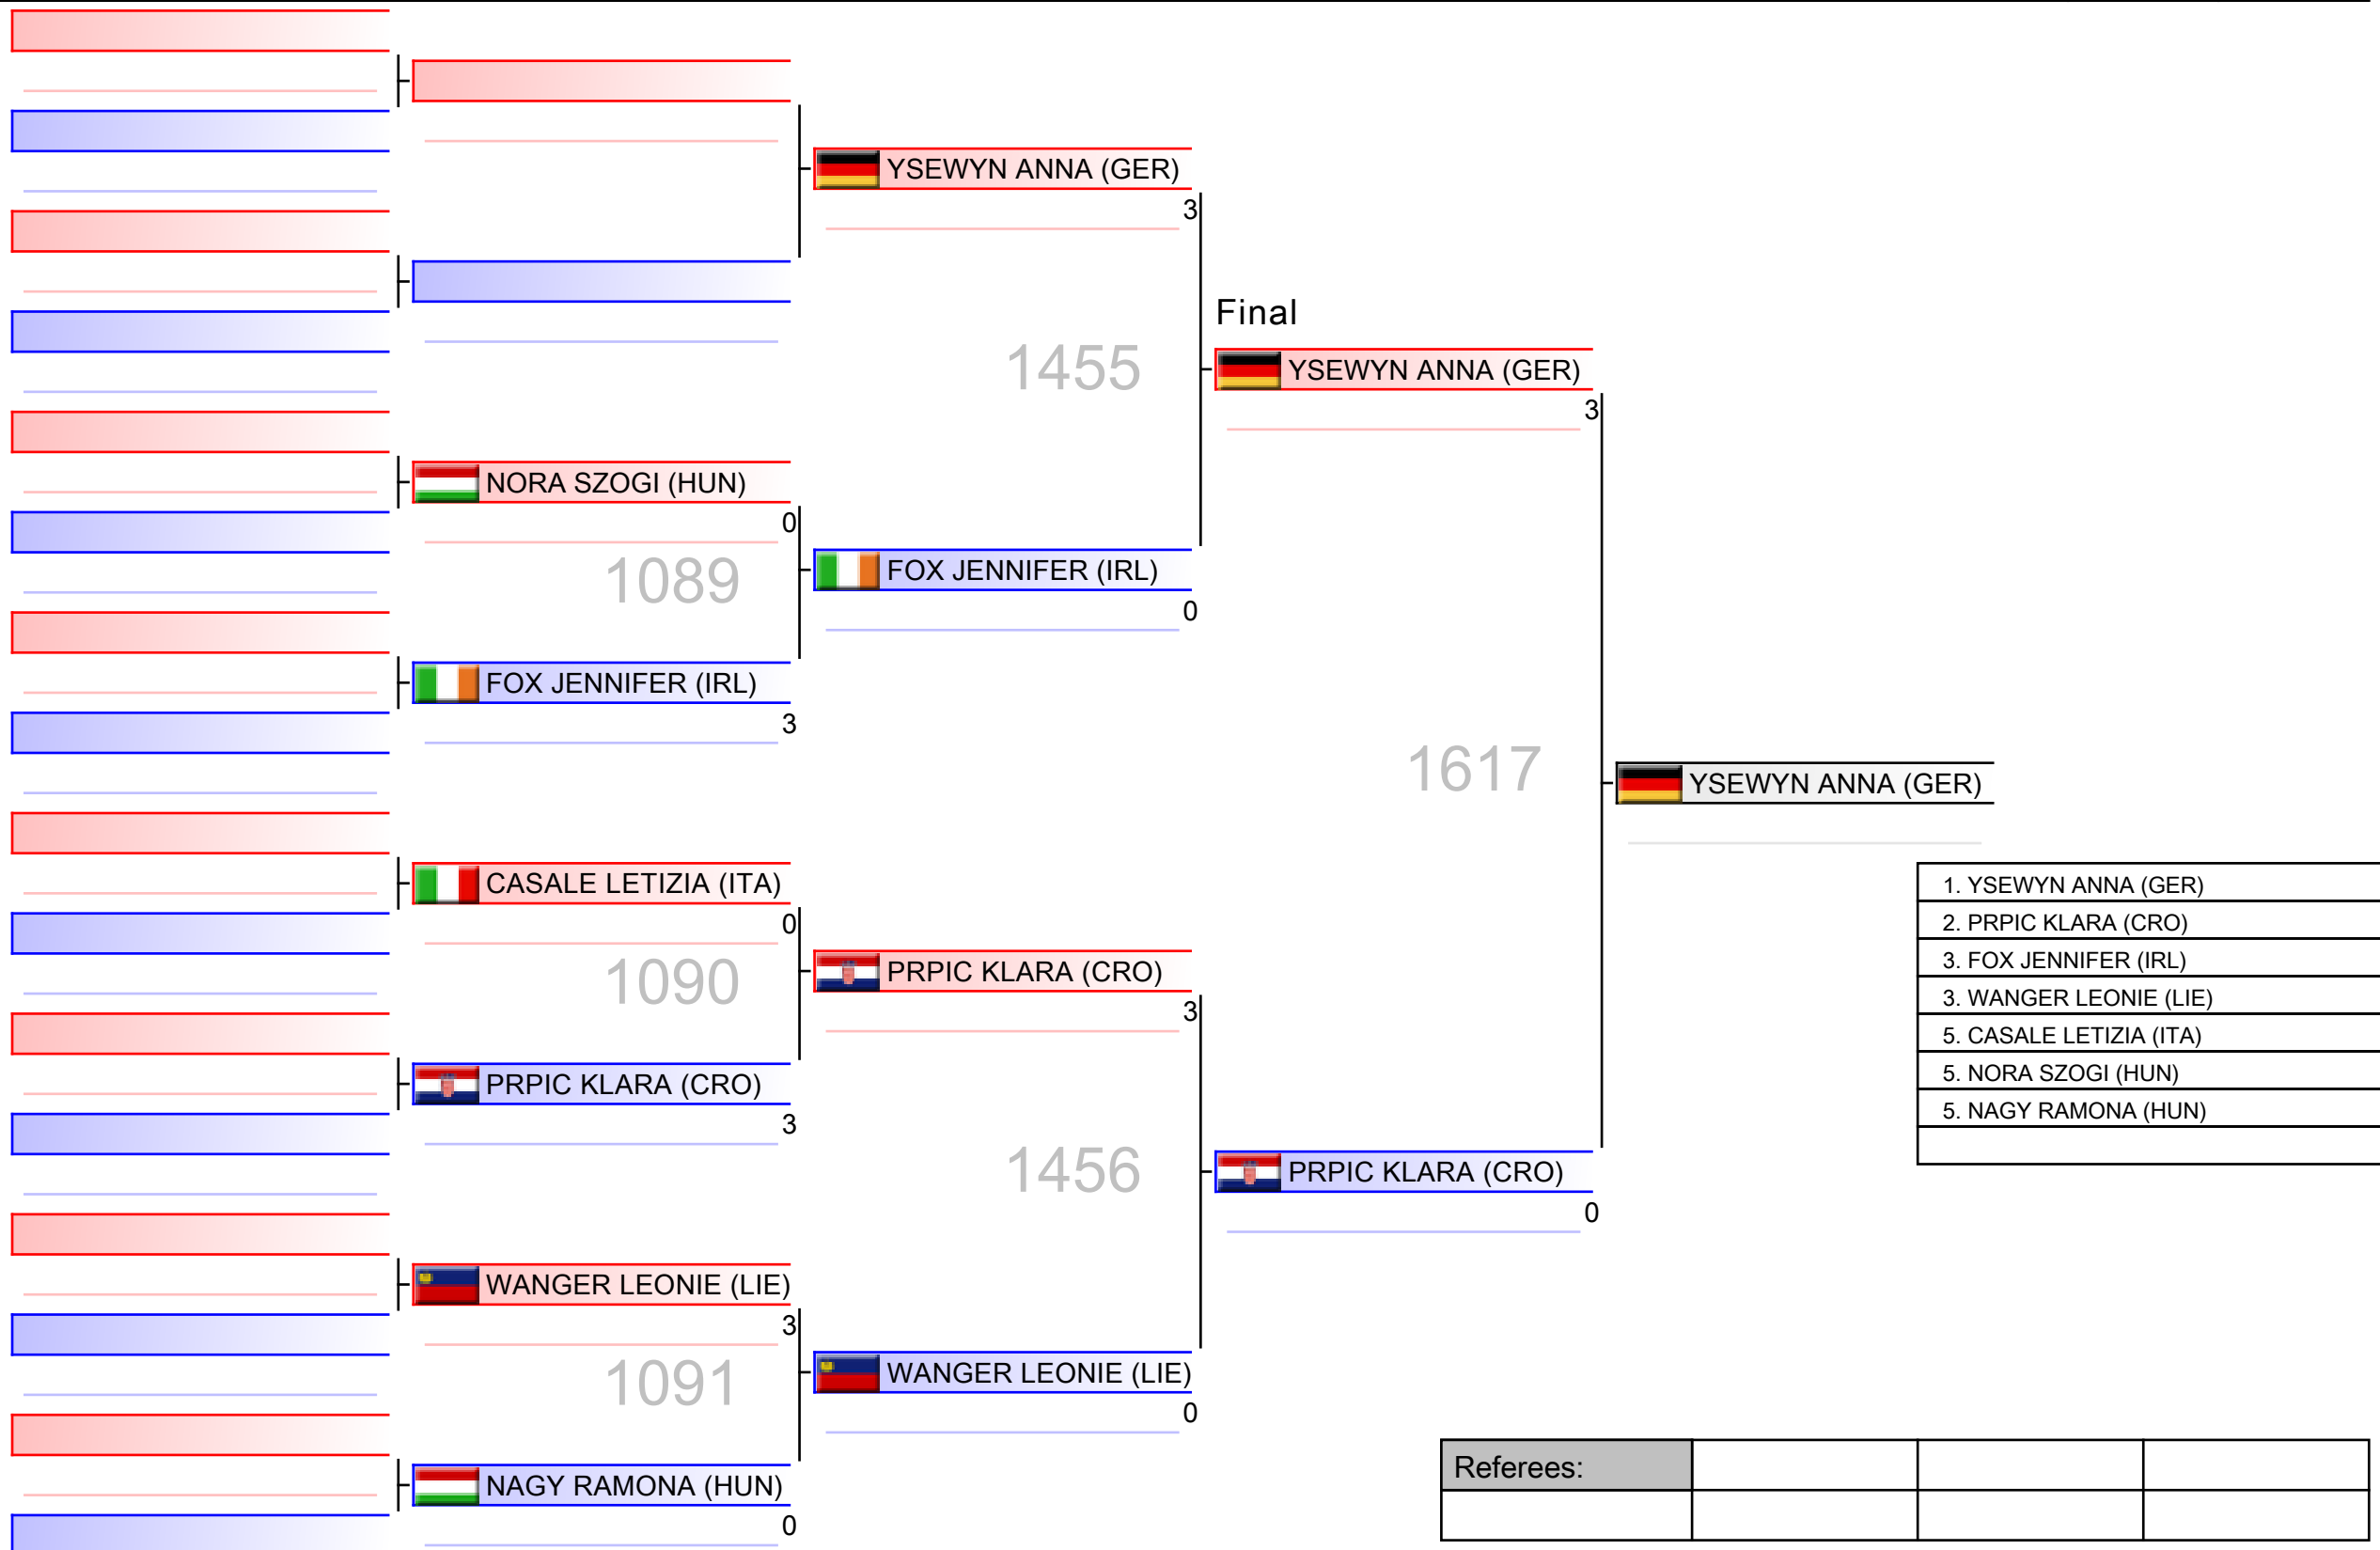 YSEWYN ANNA (GER)
3
Final
1455
YSEWYN ANNA (GER)
3
NORA SZOGI (HUN)
0
1089
FOX JENNIFER (IRL)
0
FOX JENNIFER (IRL)
3
1617
YSEWYN ANNA (GER)
CASALE LETIZIA (ITA)
0
1090
PRPIC KLARA (CRO)
3
PRPIC KLARA (CRO)
3
1456
PRPIC KLARA (CRO)
0
WANGER LEONIE (LIE)
3
1091
WANGER LEONIE (LIE)
0
NAGY RAMONA (HUN)
0
1. YSEWYN ANNA (GER)
2. PRPIC KLARA (CRO)
3. FOX JENNIFER (IRL)
3. WANGER LEONIE (LIE)
5. CASALE LETIZIA (ITA)
5. NORA SZOGI (HUN)
5. NAGY RAMONA (HUN)
Referees: